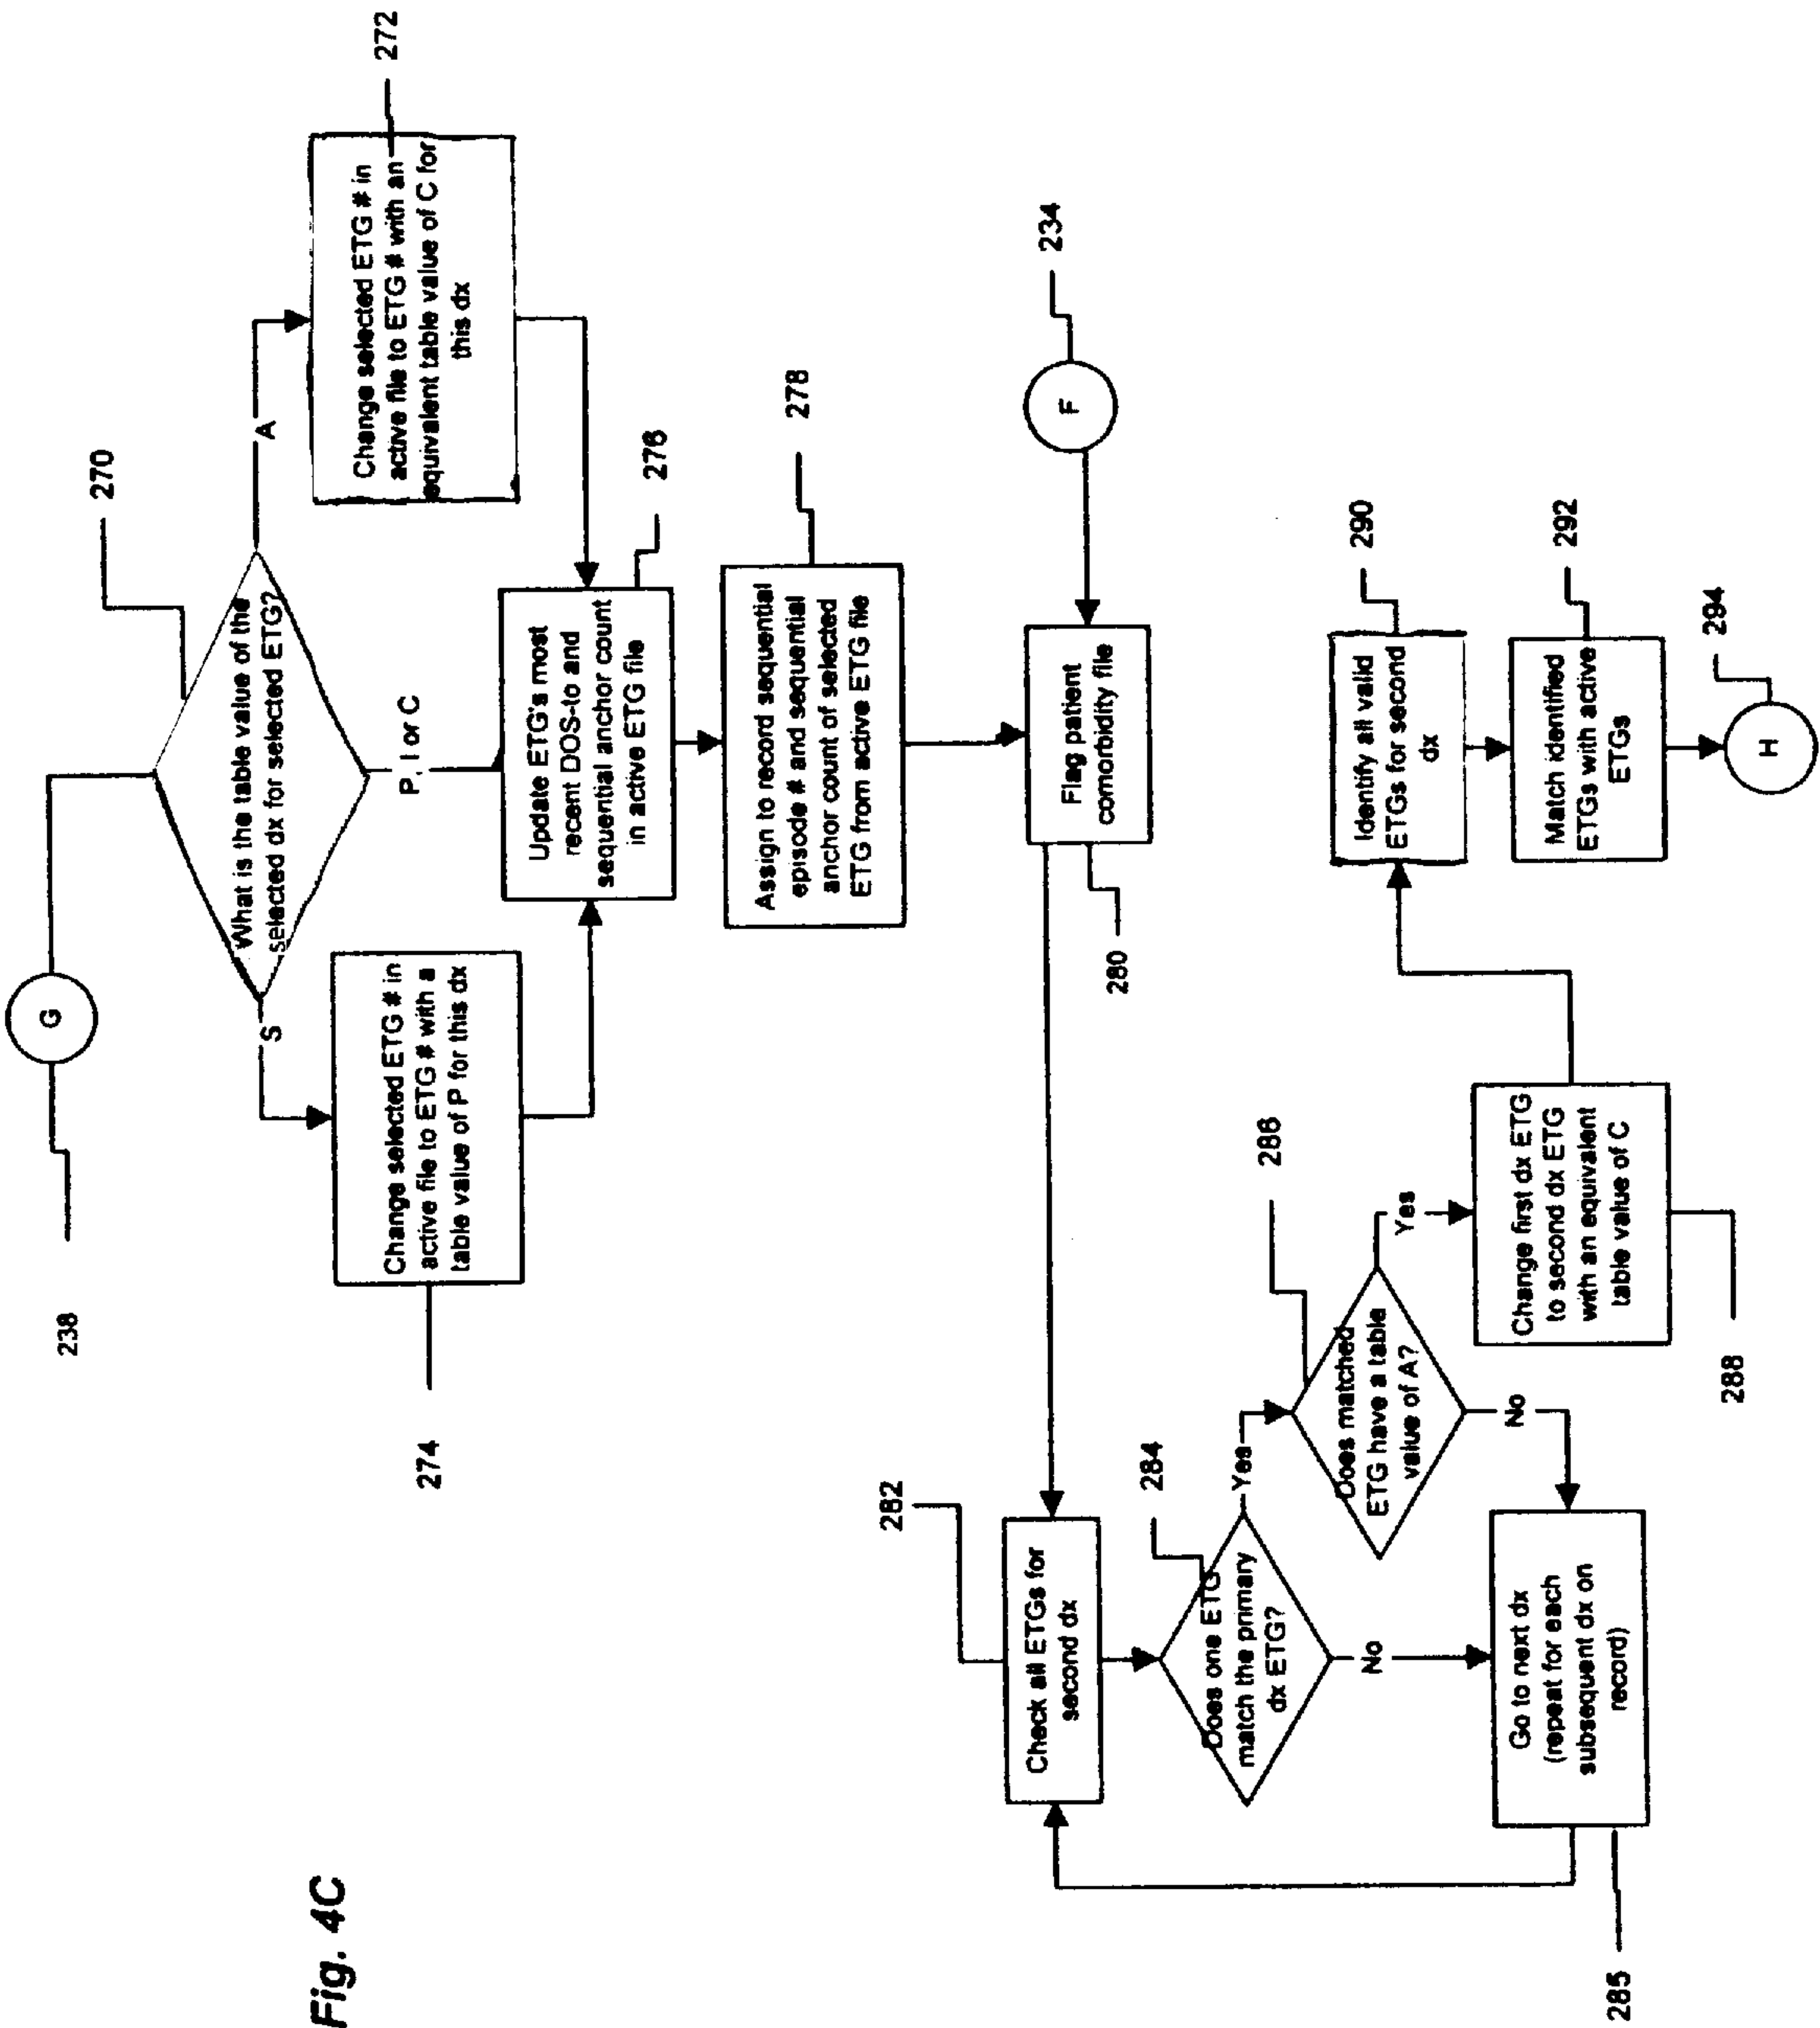 Fig. 4C
238
G
270
What is the table value of the
selected dx for selected ETG?
S
A
P, I or C
274
Change selected ETG # in
active file to ETG # with a
table value of P for this dx
272
Change selected ETG # in
active file to ETG # with an
equivalent table value of C for
this dx
276
Update ETG's most
recent DOS-to and
sequential anchor count
in active ETG file
278
Assign to record sequential
episode # and sequential
anchor count of selected
ETG from active ETG file
234
F
280
Flag patient
comorbidity file
282
Check all ETGs for
second dx
284
Does one ETG
match the primary
dx ETG?
Yes
No
286
Does matched
ETG have a table
value of A?
Yes
No
285
Go to next dx
(repeat for each
subsequent dx on
record)
288
Change first dx ETG
to second dx ETG
with an equivalent
table value of C
290
Identify all valid
ETGs for second
dx
292
Match identified
ETGs with active
ETGs
294
H